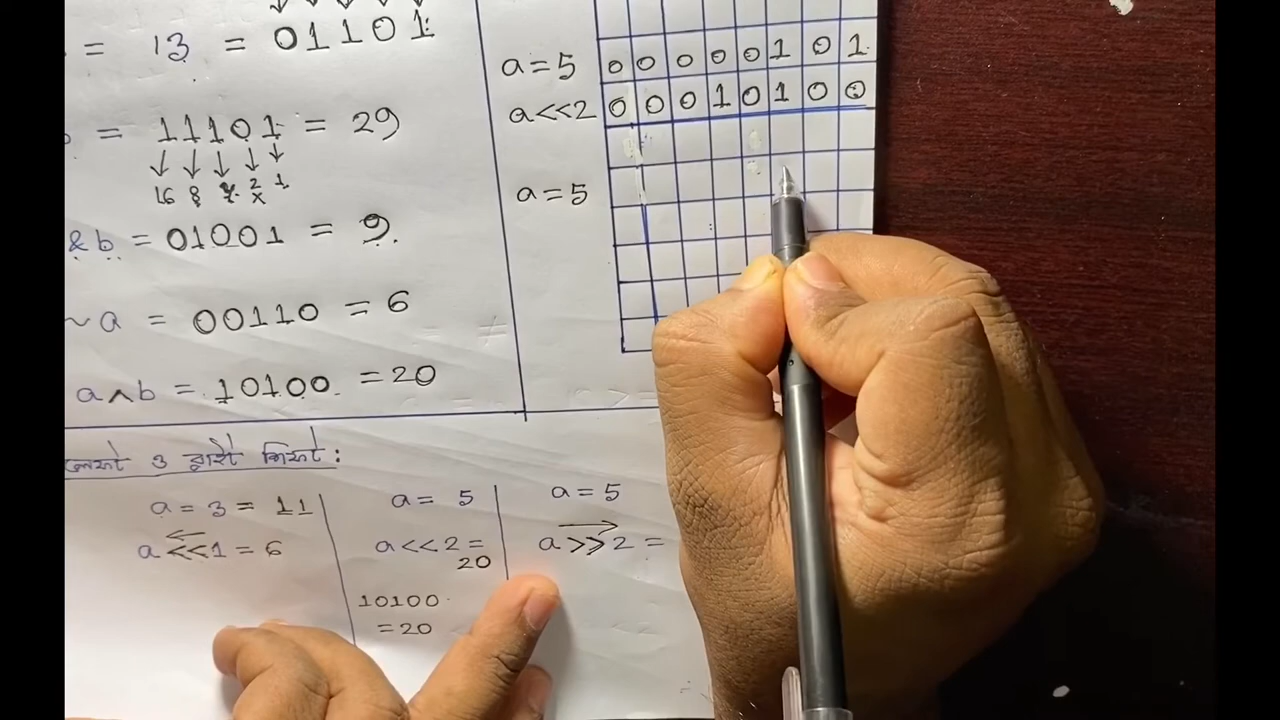 = 13 = 01101
= 11101 = 29
16 8 4 2 1
&b = 01001 = 9
~a = 00110 = 6
a^b = 10100 = 20
a=5 0 0 0 0 0 1 0 1
a<<2 0 0 0 1 0 1 0 0
a=5
ও শিফট:
a = 3 = 11
a <<1 = 6
a = 5
a<<2 =
20
10100
=20
a=5
a>>2 =